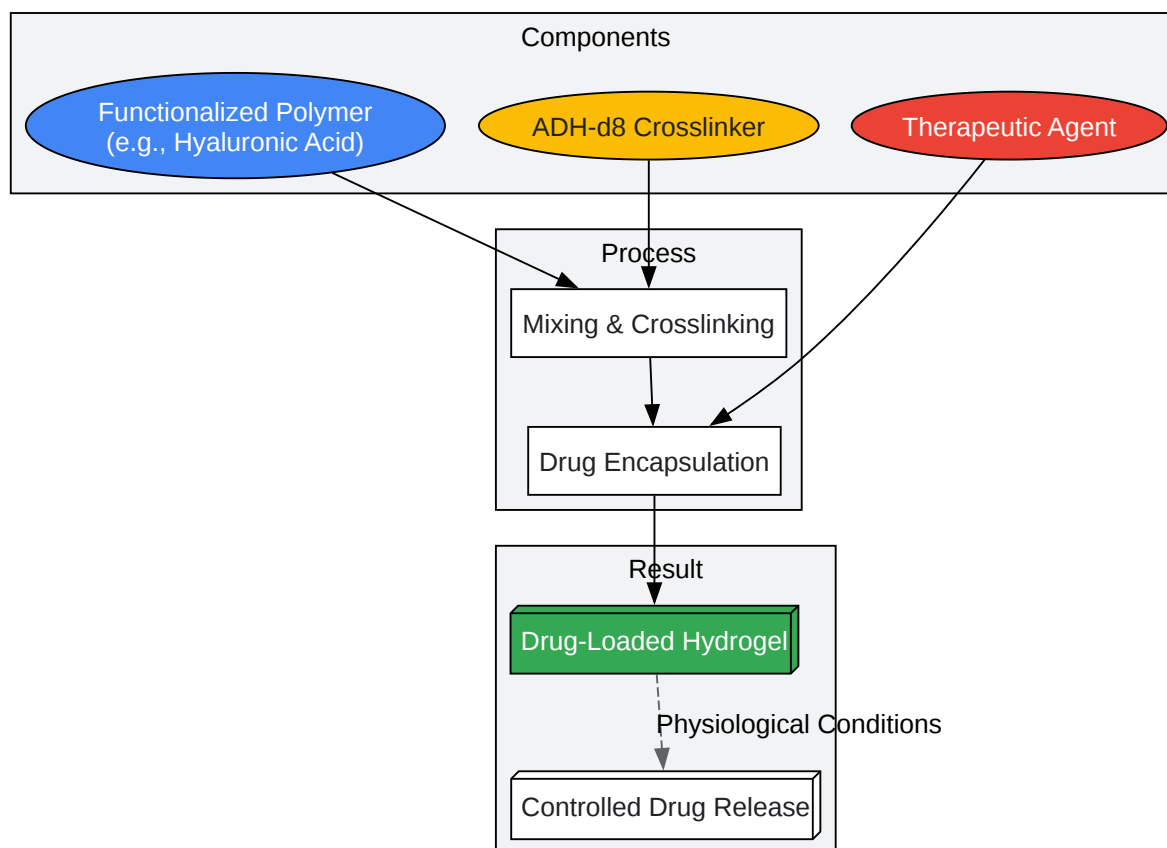 Components
Functionalized Polymer
(e.g., Hyaluronic Acid)
ADH-d8 Crosslinker
Therapeutic Agent
Process
Mixing & Crosslinking
Drug Encapsulation
Result
Drug-Loaded Hydrogel
Physiological Conditions
Controlled Drug Release